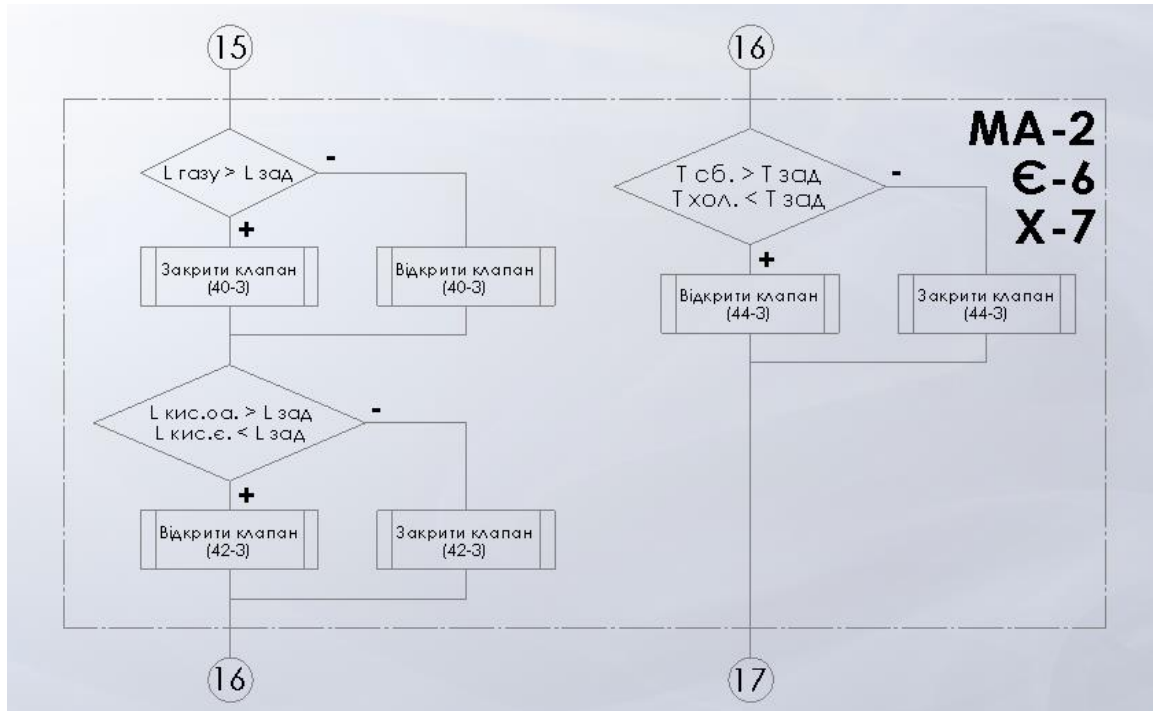 15
L газу > L зад
-
+
Закрити клапан
(40-3)
Відкрити клапан
(40-3)
L кис.оа. > L зад
L кис.є. < L зад
-
+
Відкрити клапан
(42-3)
Закрити клапан
(42-3)
16
16
МА-2
Є-6
Х-7
Т сб. > Т зад
Т хол. < Т зад
-
+
Відкрити клапан
(44-3)
Закрити клапан
(44-3)
17